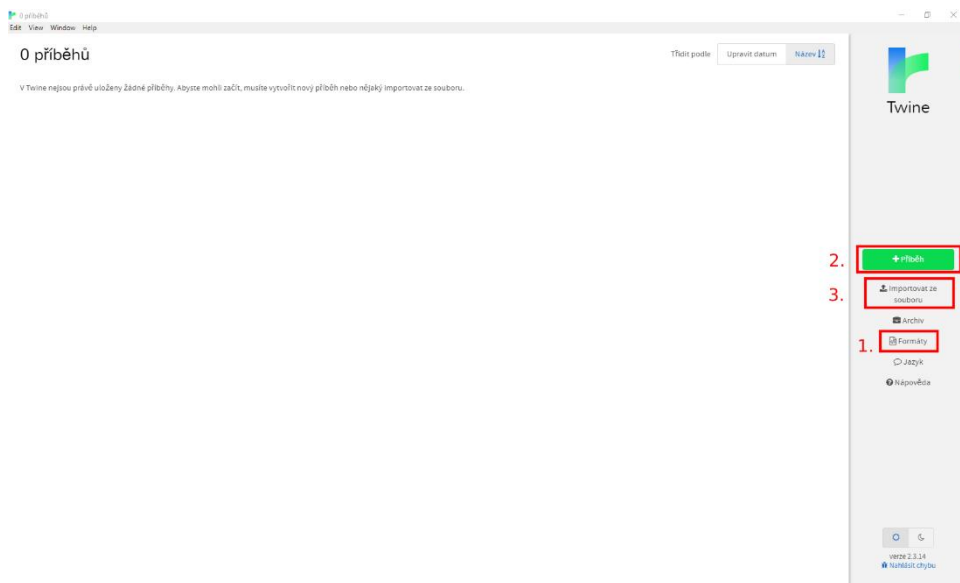 0 příběhů
Edit View Window Help
0 příběhů
Třídit podle Upravit datum Název
V Twine nejsou právě uloženy žádné příběhy. Abyste mohli začít, musíte vytvořit nový příběh nebo nějaký importovat ze souboru.
Twine
2. +Příběh
3. Importovat ze
souboru
Archiv
1. Formáty
Jazyk
Nápověda
verze 2.3.14
Nahlásit chybu